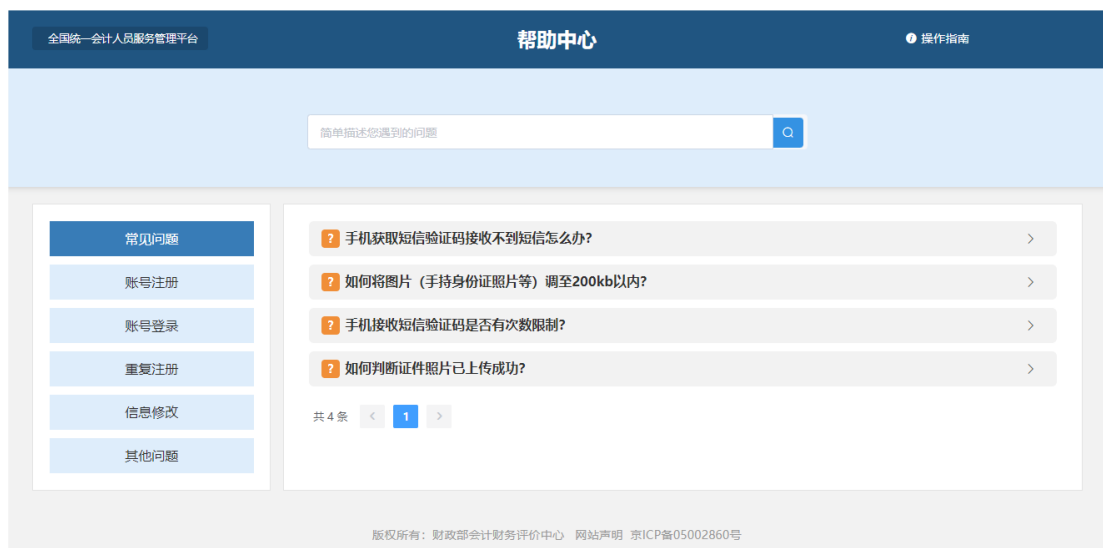 全国统一会计人员服务管理平台
帮助中心
操作指南
简单描述您遇到的问题
常见问题
账号注册
账号登录
重复注册
信息修改
其他问题
? 手机获取短信验证码接收不到短信怎么办?
? 如何将图片（手持身份证照片等）调至200kb以内?
? 手机接收短信验证码是否有次数限制?
? 如何判断证件照片已上传成功?
共 4 条 < 1 >
版权所有：财政部会计财务评价中心 网站声明 京ICP备05002860号